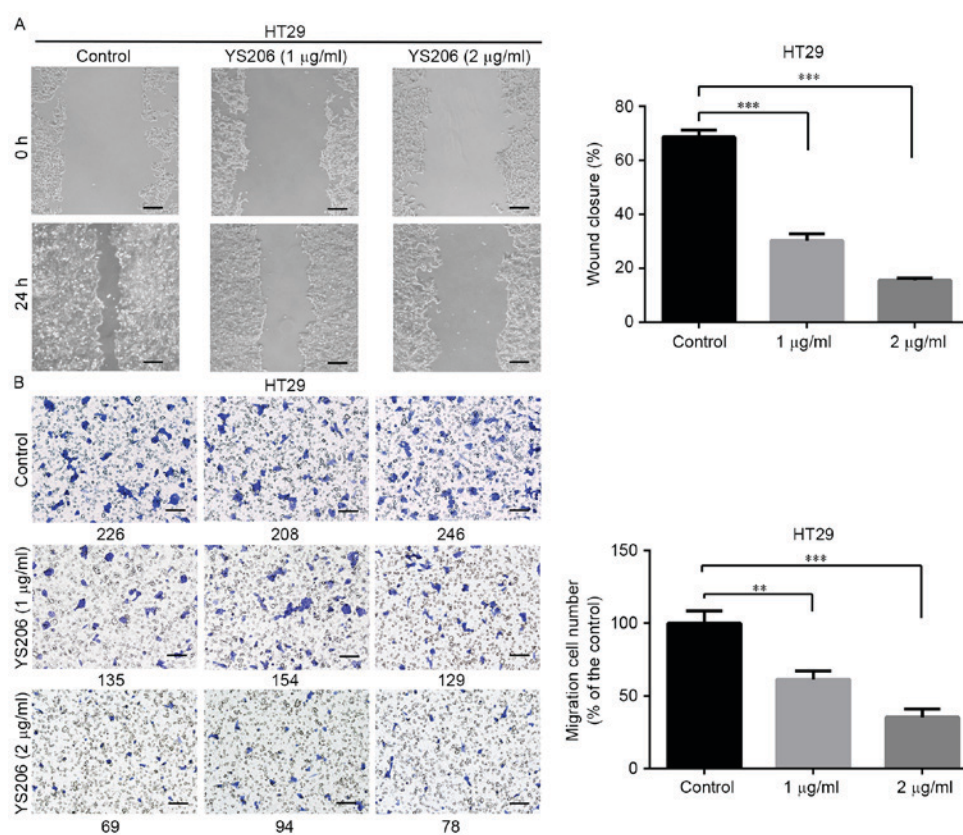 A
HT29
Control
YS206 (1 μg/ml)
YS206 (2 μg/ml)
0 h
24 h
HT29
***
***
80
60
40
20
0
Wound closure (%)
Control
1 μg/ml
2 μg/ml
B
HT29
Control
226
208
246
YS206 (1 μg/ml)
135
154
129
YS206 (2 μg/ml)
69
94
78
HT29
***
**
150
100
50
0
Migration cell number
(% of the control)
Control
1 μg/ml
2 μg/ml